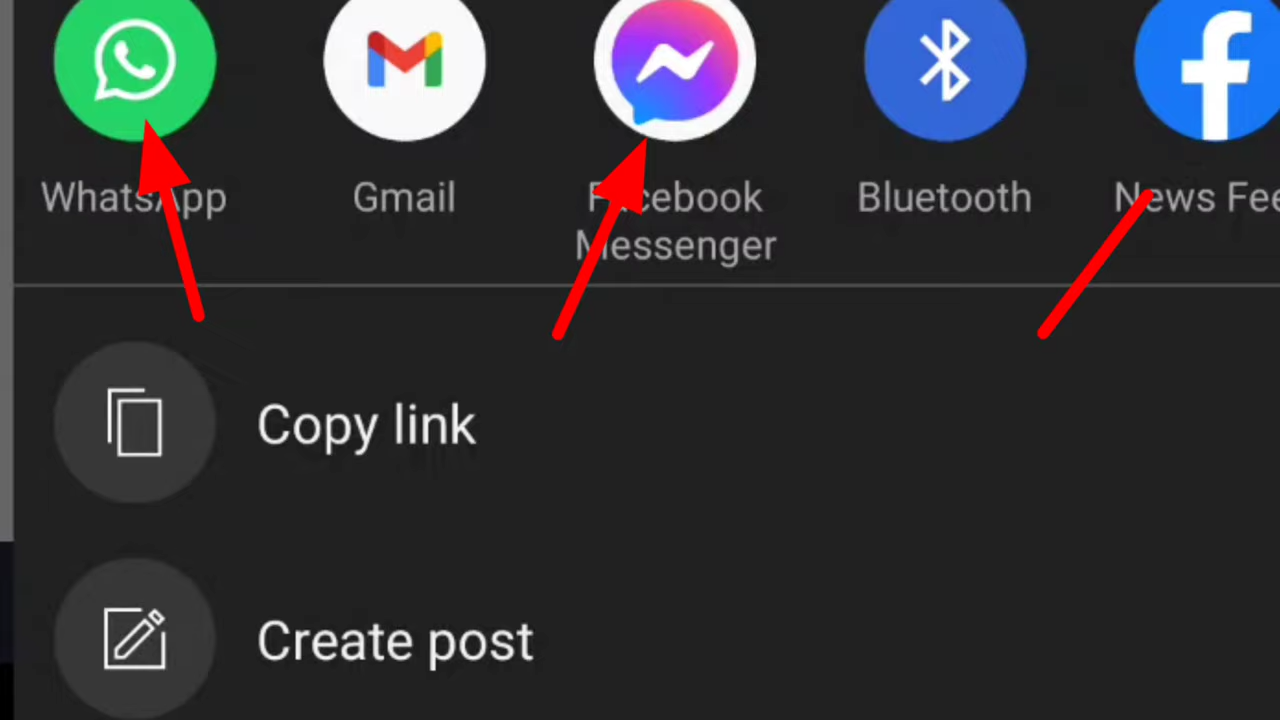 WhatsApp
Gmail
Facebook
Messenger
Bluetooth
News Fee
Copy link
Create post